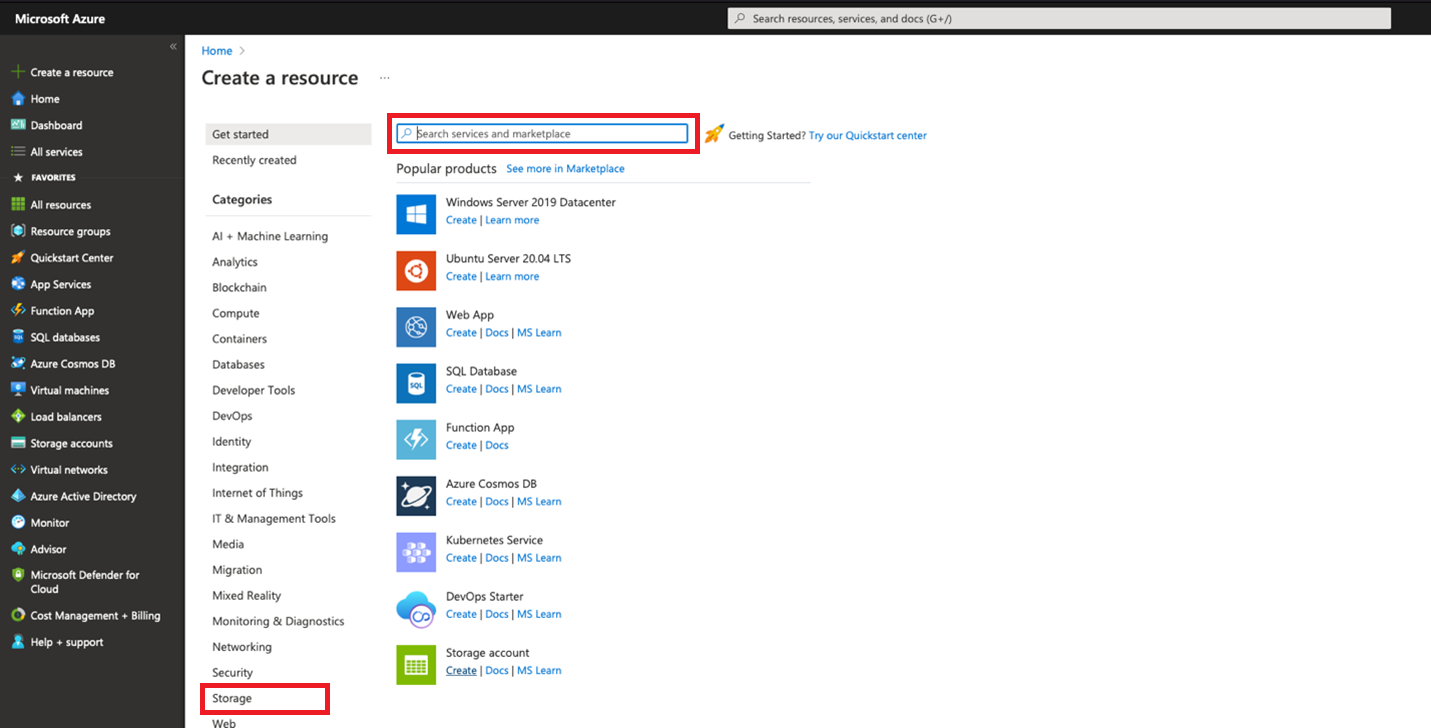 Microsoft Azure
Search resources, services, and docs (G+/)
«
Create a resource
Home
Dashboard
All services
FAVORITES
All resources
Resource groups
Quickstart Center
App Services
Function App
SQL databases
Azure Cosmos DB
Virtual machines
Load balancers
Storage accounts
Virtual networks
Azure Active Directory
Monitor
Advisor
Microsoft Defender for
Cloud
Cost Management + Billing
Help + support
Home >
Create a resource ...
Get started
Recently created
Categories
AI + Machine Learning
Analytics
Blockchain
Compute
Containers
Databases
Developer Tools
DevOps
Identity
Integration
Internet of Things
IT & Management Tools
Media
Migration
Mixed Reality
Monitoring & Diagnostics
Networking
Security
Storage
Web
Search services and marketplace
Getting Started? Try our Quickstart center
Popular products See more in Marketplace
Windows Server 2019 Datacenter
Create | Learn more
Ubuntu Server 20.04 LTS
Create | Learn more
Web App
Create | Docs | MS Learn
SQL
SQL Database
Create | Docs | MS Learn
Function App
Create | Docs
Azure Cosmos DB
Create | Docs | MS Learn
Kubernetes Service
Create | Docs | MS Learn
DevOps Starter
Create | Docs | MS Learn
Storage account
Create | Docs | MS Learn